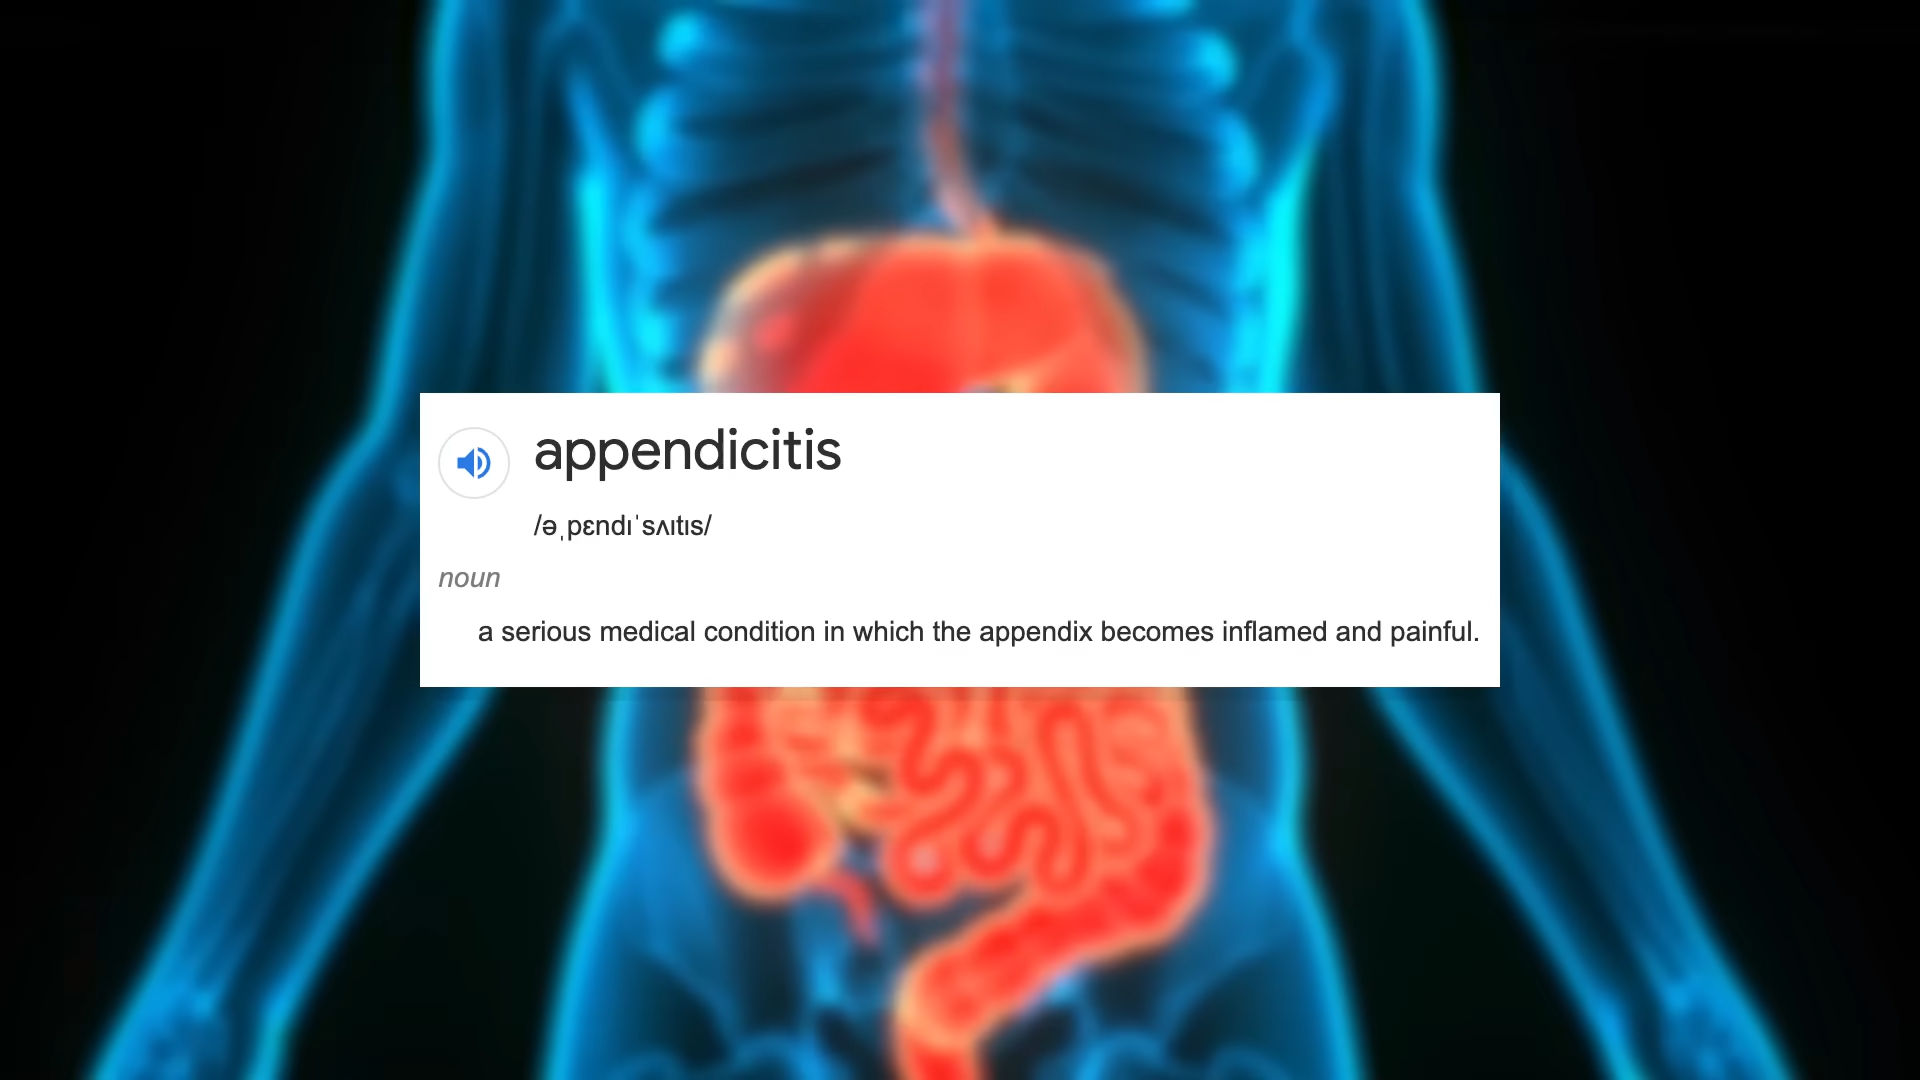 appendicitis
/əˌpɛndɪˈsʌɪtɪs/
noun
a serious medical condition in which the appendix becomes inflamed and painful.